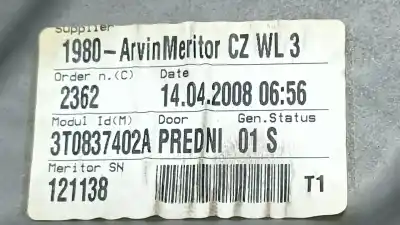 Supplier
1980-ArvinMeritor CZ WL 3
Order n.(C) Date
2362 14.04.2008 06:56
Modul Id(M) Door Gen.Status
3T0837402A PREDNI 01 S
Meritor SN
121138 T1